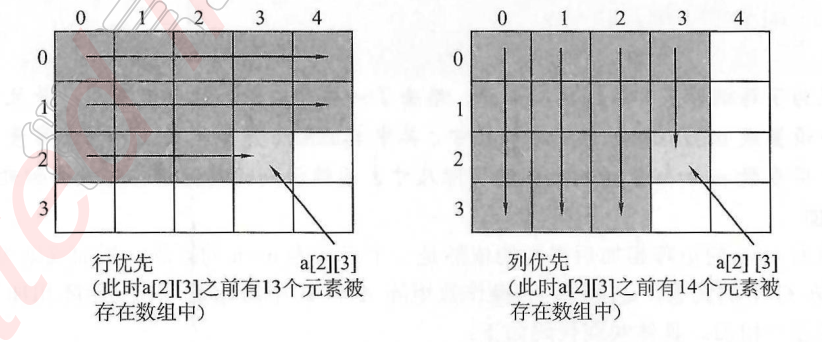 0 1 2 3 4
0
1
2
3
行优先
(此时a[2][3]之前有13个元素被
存在数组中)
a[2][3]
0 1 2 3 4
0
1
2
3
列优先
(此时a[2][3]之前有14个元素被
存在数组中)
a[2] [3]